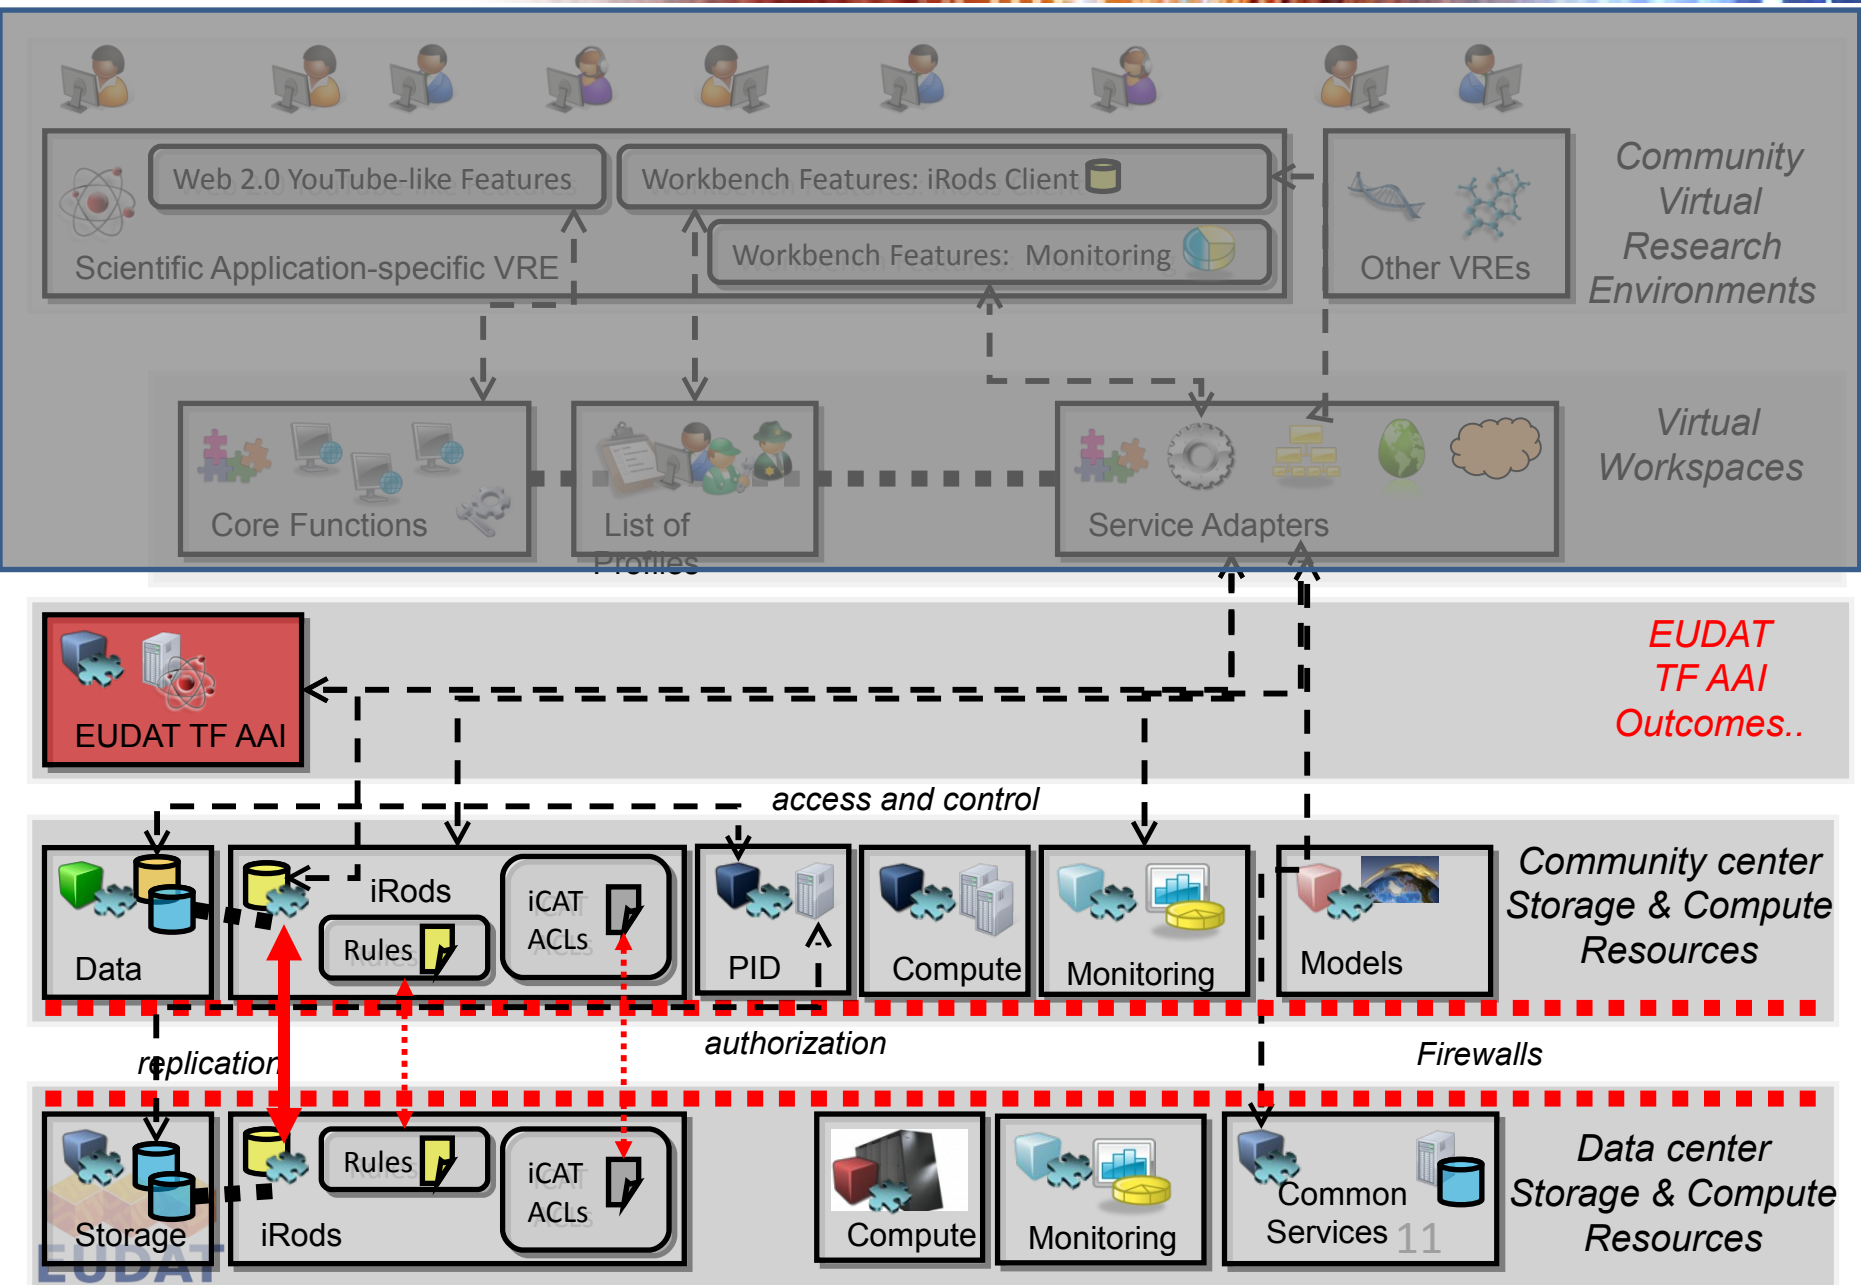 Web 2.0 YouTube-like Features
Workbench Features: iRods Client
Workbench Features: Monitoring
Scientific Application-specific VRE
Other VREs
Community
Virtual
Research
Environments
Core Functions
List of
Profiles
Service Adapters
Virtual
Workspaces
EUDAT TF AAI
EUDAT
TF AAI
Outcomes..
access and control
Data
iRods
Rules
iCAT
ACLs
PID
Compute
Monitoring
Models
Community center
Storage & Compute
Resources
replication
authorization
Firewalls
Storage
iRods
Rules
iCAT
ACLs
Compute
Monitoring
Common
Services
11
Data center
Storage & Compute
Resources
EUDAT